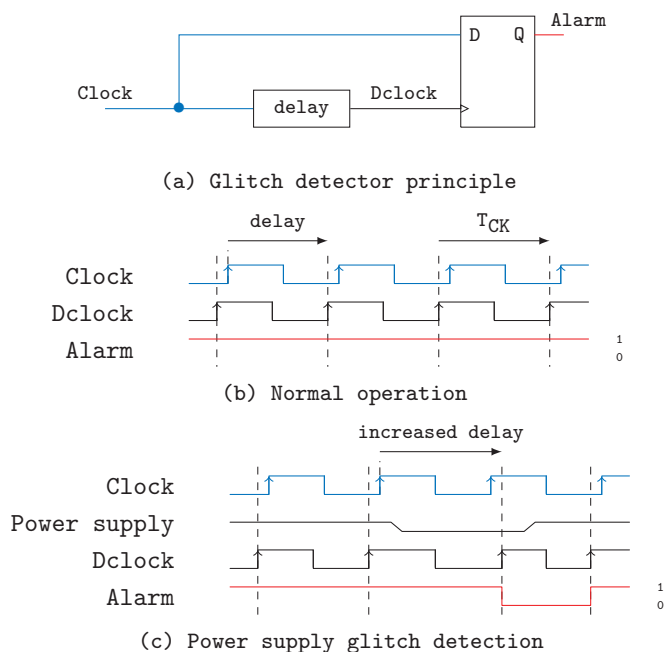 Alarm
D Q
Clock
delay
Dclock
(a) Glitch detector principle
delay
TCK
Clock
Dclock
Alarm
1
0
(b) Normal operation
increased delay
Clock
Power supply
Dclock
Alarm
1
0
(c) Power supply glitch detection